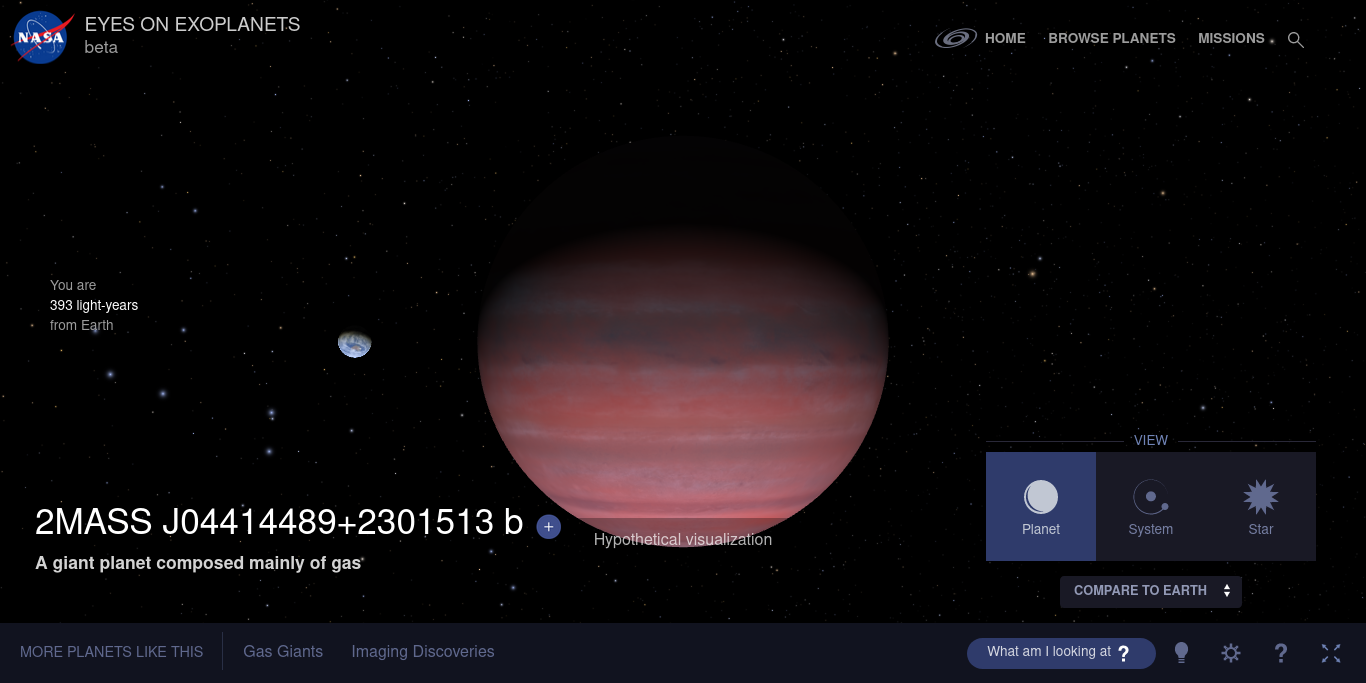 NASA
EYES ON EXOPLANETS
beta
HOME
BROWSE PLANETS
MISSIONS
You are
393 light-years
from Earth
2MASS J04414489+2301513 b
+
A giant planet composed mainly of gas
Hypothetical visualization
VIEW
Planet
System
Star
COMPARE TO EARTH
MORE PLANETS LIKE THIS
Gas Giants
Imaging Discoveries
What am I looking at ?
?